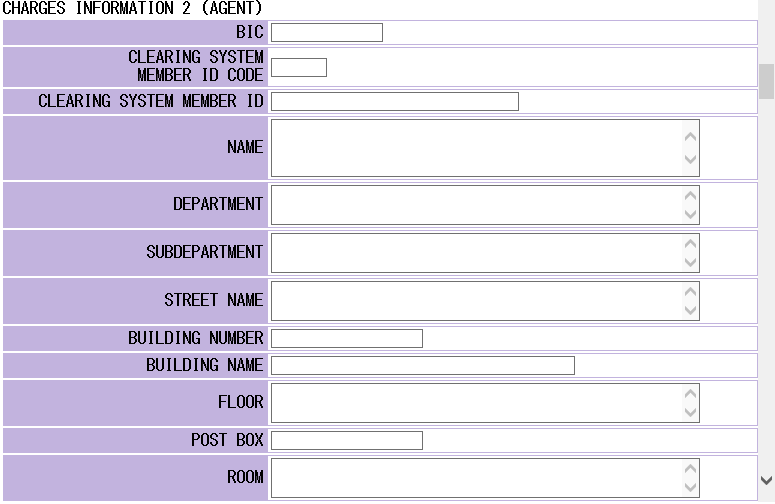 CHARGES INFORMATION 2 (AGENT)
BIC
CLEARING SYSTEM
MEMBER ID CODE
CLEARING SYSTEM MEMBER ID
NAME
DEPARTMENT
SUBDEPARTMENT
STREET NAME
BUILDING NUMBER
BUILDING NAME
FLOOR
POST BOX
ROOM